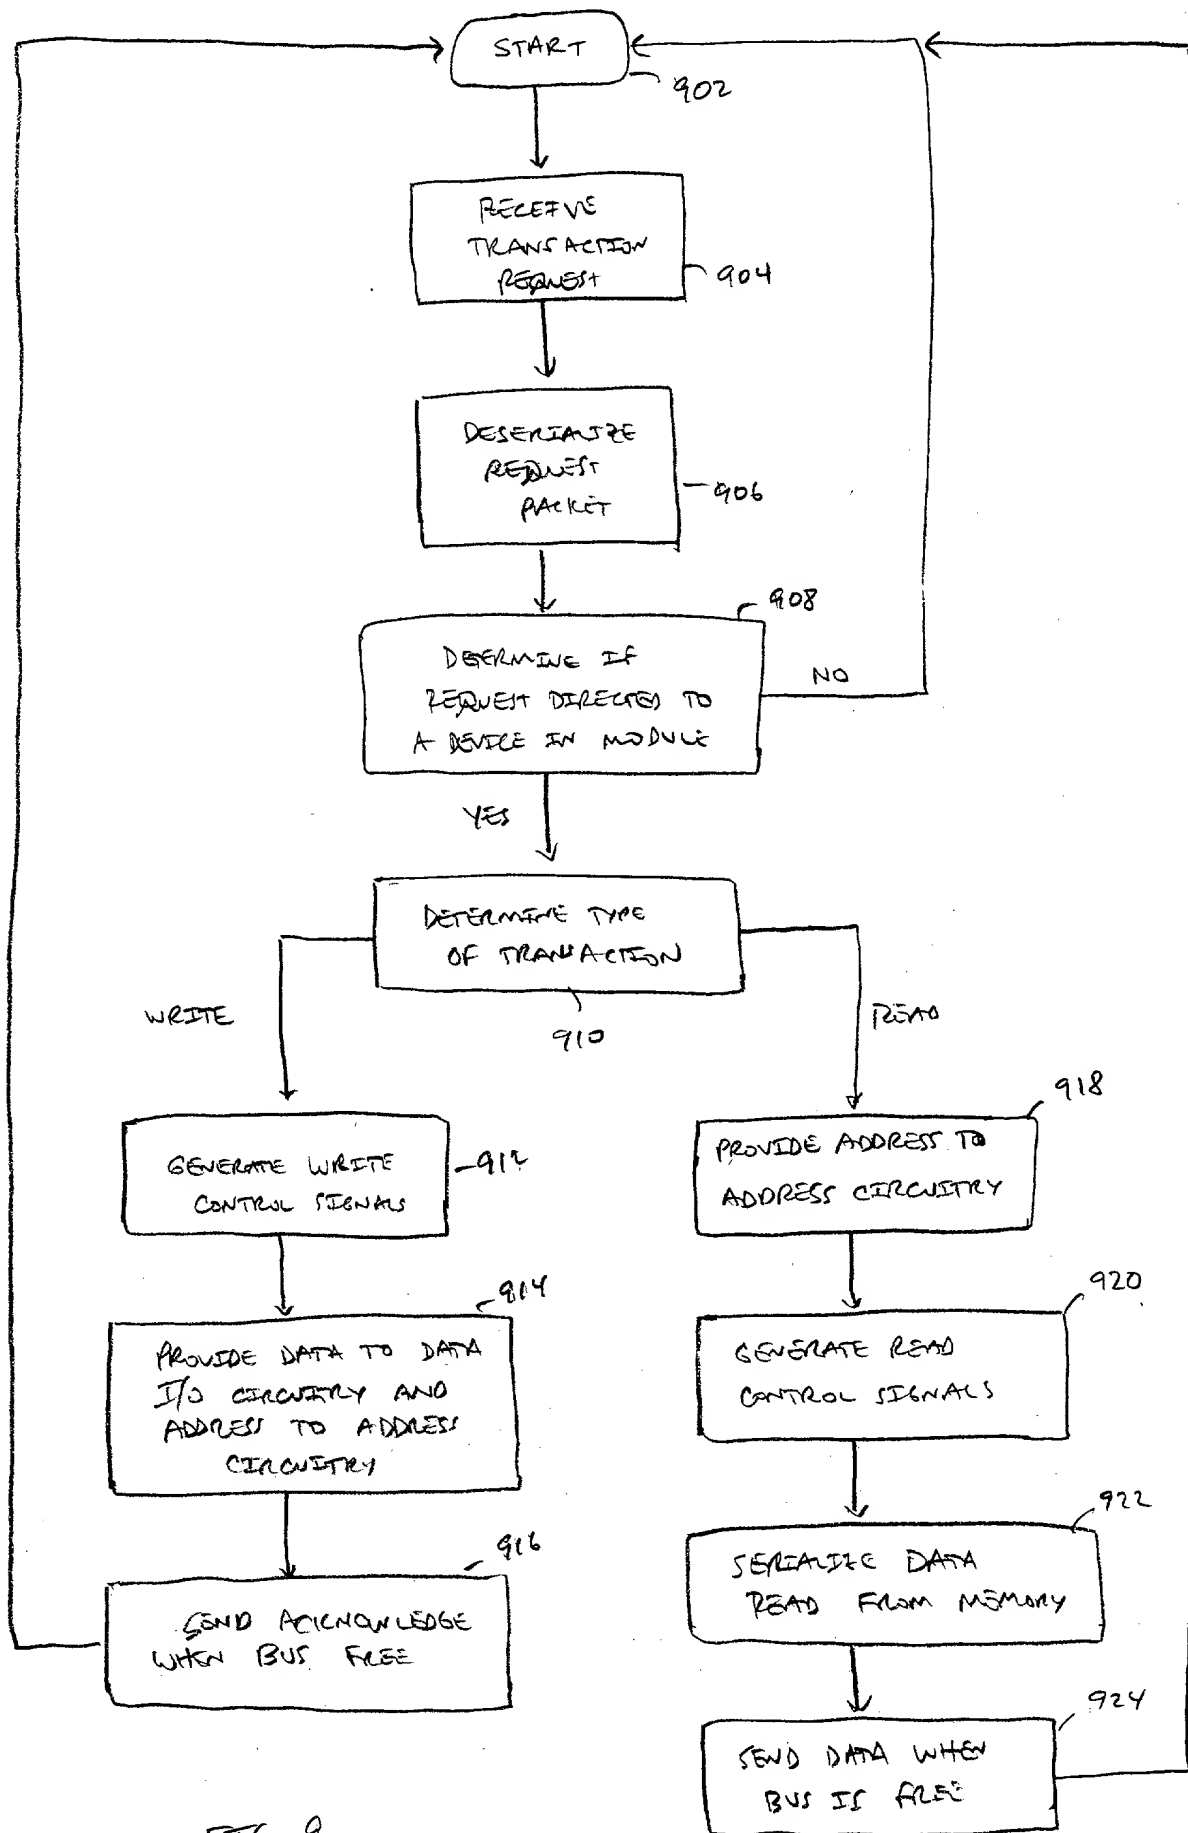 START
902
RECEIVE
TRANSACTION
REQUEST
904
DESERIALIZE
REQUEST
PACKET
906
908
DETERMINE IF
REQUEST DIRECTED TO
A DEVICE IN MODULE
NO
YES
DETERMINE TYPE
OF TRANSACTION
910
WRITE
READ
GENERATE WRITE
CONTROL SIGNALS
912
914
PROVIDE DATA TO DATA
I/O CIRCUITRY AND
ADDRESS TO ADDRESS
CIRCUITRY
916
SEND ACKNOWLEDGE
WHEN BUS FREE
918
PROVIDE ADDRESS TO
ADDRESS CIRCUITRY
920
GENERATE READ
CONTROL SIGNALS
922
SERIALIZE DATA
READ FROM MEMORY
924
SEND DATA WHEN
BUS IS FREE
FIG. 9